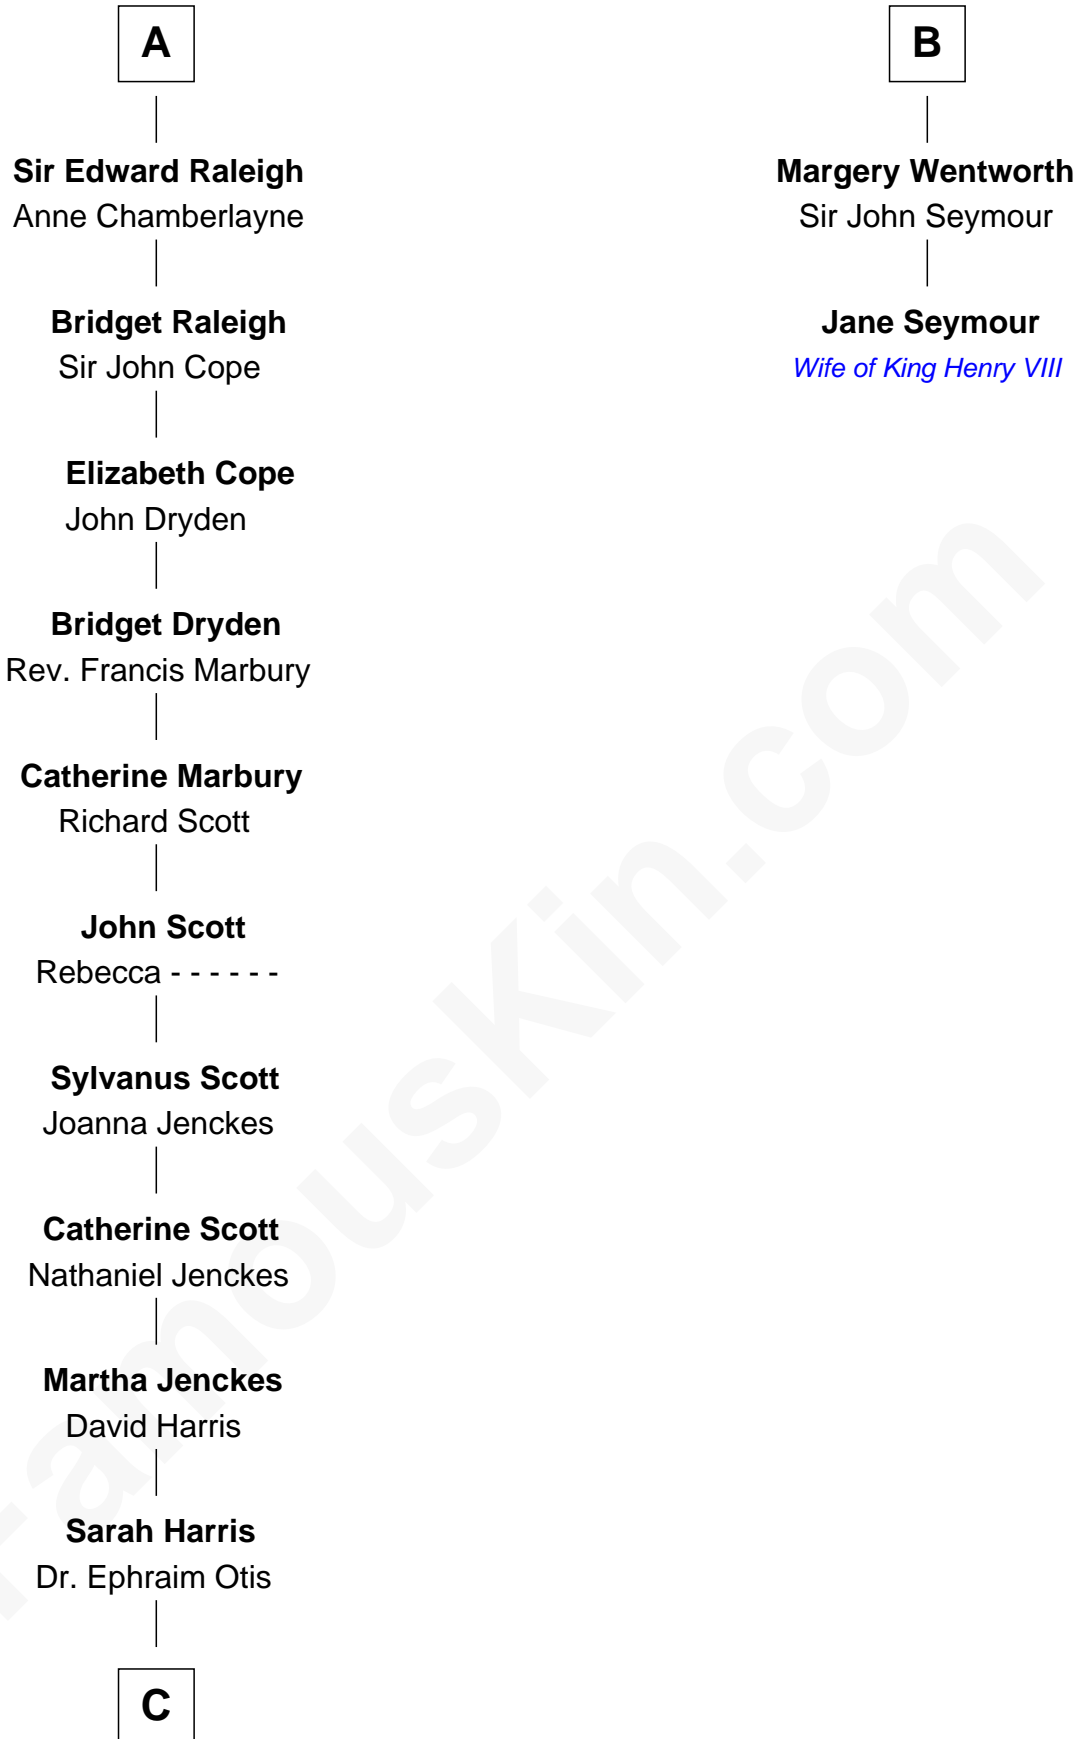 A
Sir Edward Raleigh
Anne Chamberlayne
Bridget Raleigh
Sir John Cope
Elizabeth Cope
John Dryden
Bridget Dryden
Rev. Francis Marbury
Catherine Marbury
Richard Scott
John Scott
Rebecca - - - - - -
Sylvanus Scott
Joanna Jenckes
Catherine Scott
Nathaniel Jenckes
Martha Jenckes
David Harris
Sarah Harris
Dr. Ephraim Otis
C
B
Margery Wentworth
Sir John Seymour
Jane Seymour
Wife of King Henry VIII
FamousKin.com